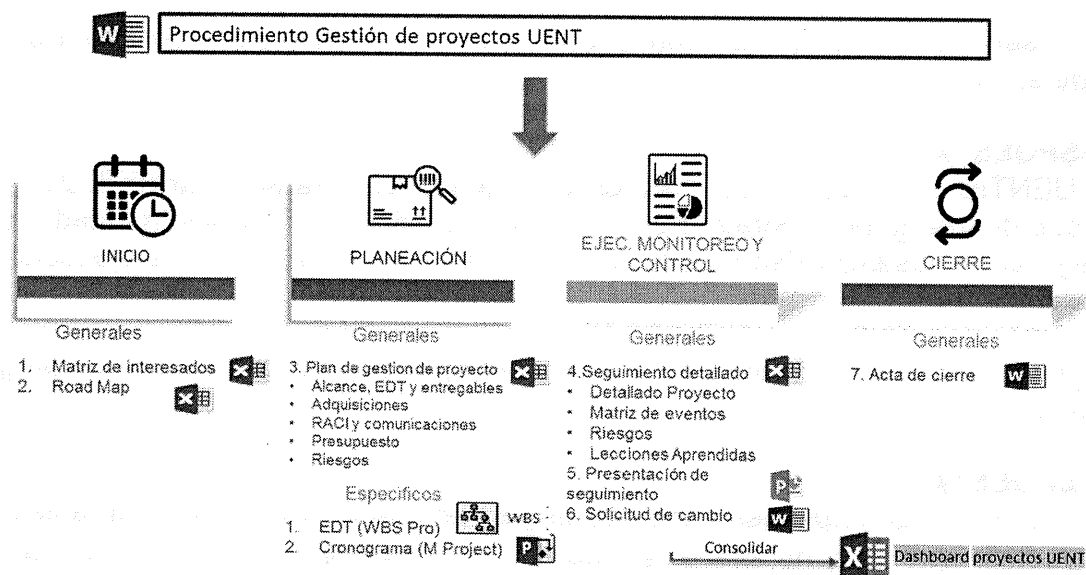 Procedimiento Gestión de proyectos UENT
INICIO
Generales
1. Matriz de interesados
2. Road Map
PLANEACIÓN
Generales
3. Plan de gestion de proyecto
• Alcance, EDT y entregables
• Adquisiciones
• RACI y comunicaciones
• Presupuesto
• Riesgos
Especificos
1. EDT (WBS Pro)
WBS
2. Cronograma (M Project)
EJEC. MONITOREO Y
CONTROL
Generales
4.Seguimiento detallado
• Detallado Proyecto
• Matriz de eventos
• Riesgos
• Lecciones Aprendidas
5. Presentación de
seguimiento
6. Solicitud de cambio
CIERRE
Generales
7. Acta de cierre
Consolidar
Dashboard proyectos UENT